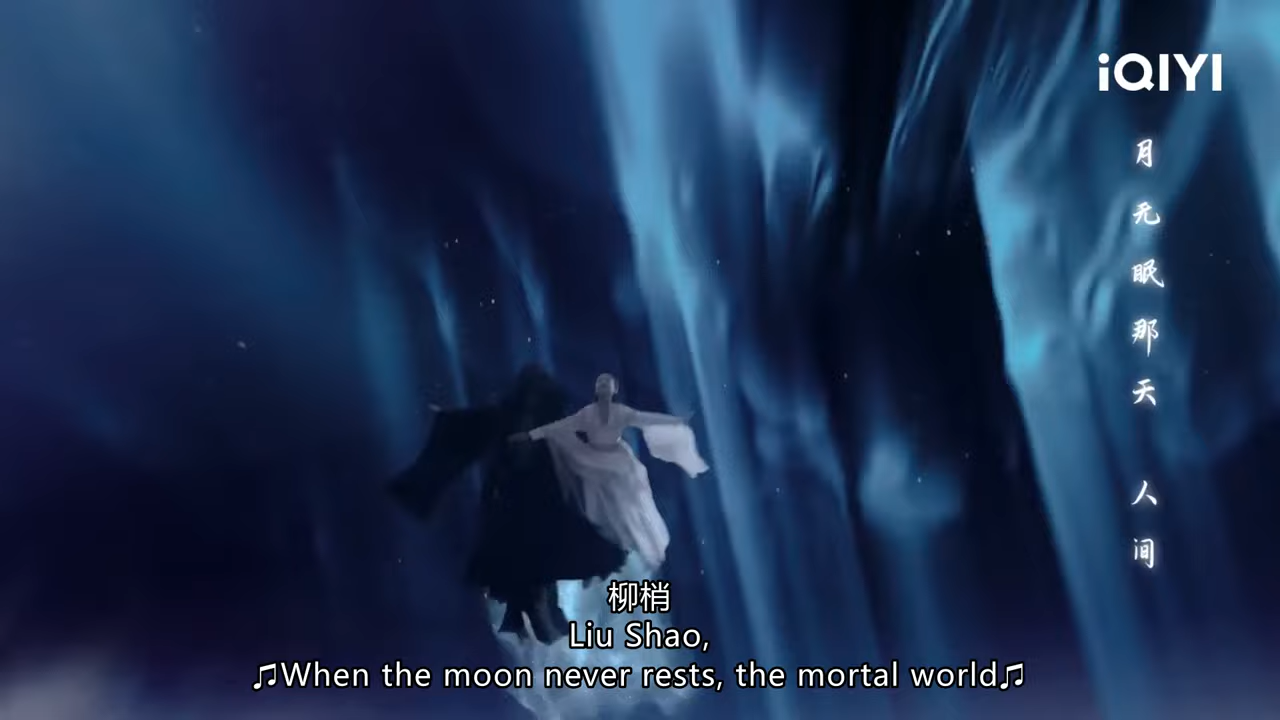 iQIYI
月无眠那天 人间
柳梢
Liu Shao,
♫When the moon never rests, the mortal world♫